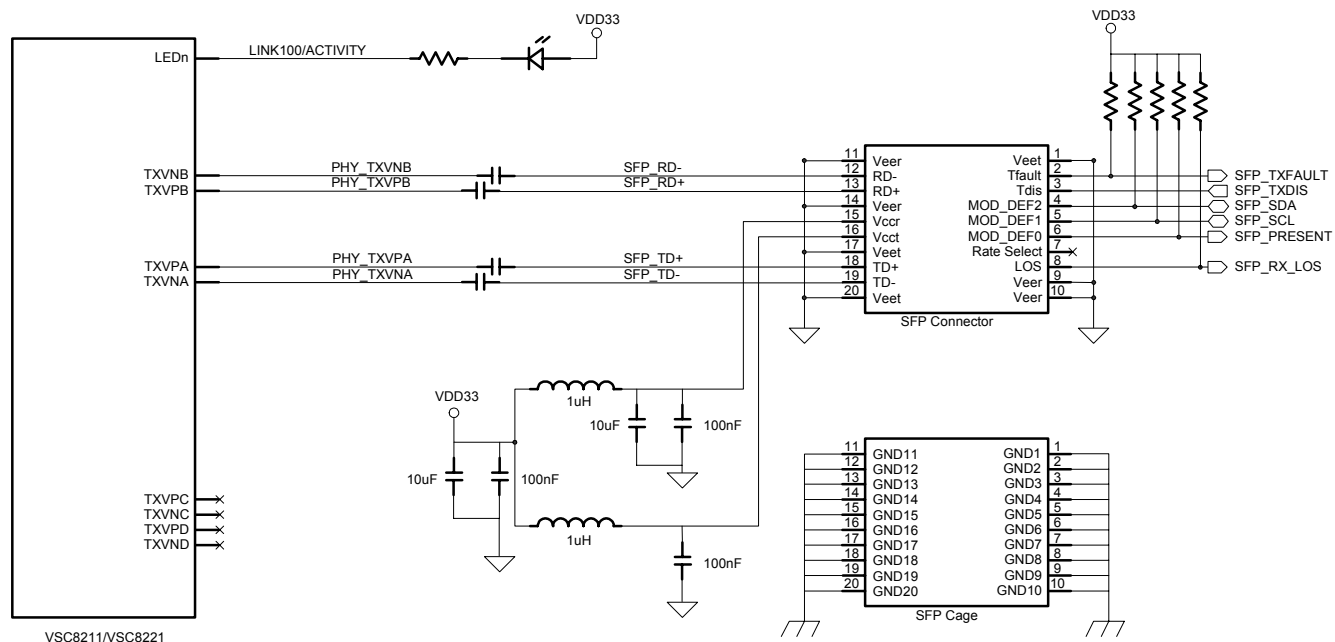 VDD33
VDD33
LEDn
LINK100/ACTIVITY
TXVNB
PHY_TXVNB
SFP_RD-
TXVPB
PHY_TXVPB
SFP_RD+
TXVPA
PHY_TXVPA
SFP_TD+
TXVNA
PHY_TXVNA
SFP_TD-
11 Veer
12 RD-
13 RD+
14 Veer
15 Vccr
16 Vcct
17 Veet
18 TD+
19 TD-
20 Veet
Veet 1
Tfault 2
Tdis 3
MOD_DEF2 4
MOD_DEF1 5
MOD_DEF0 6
Rate Select 7
LOS 8
Veer 9
Veer 10
SFP_TXFAULT
SFP_TXDIS
SFP_SDA
SFP_SCL
SFP_PRESENT
SFP_RX_LOS
SFP Connector
VDD33
1uH
10uF
100nF
10uF
100nF
1uH
100nF
TXVPC
TXVNC
TXVPD
TXVND
11 GND11
12 GND12
13 GND13
14 GND14
15 GND15
16 GND16
17 GND17
18 GND18
19 GND19
20 GND20
GND1 1
GND2 2
GND3 3
GND4 4
GND5 5
GND6 6
GND7 7
GND8 8
GND9 9
GND10 10
SFP Cage
VSC8211/VSC8221